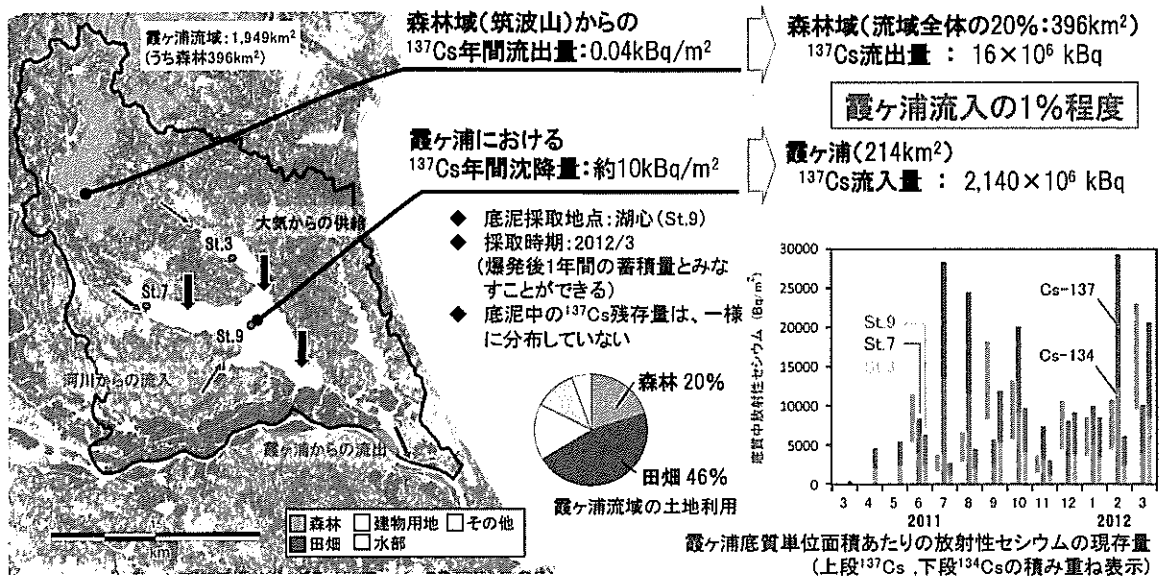 霞ヶ浦流域:1,949km²
(うち森林396km²)
森林域(筑波山)からの
¹³⁷Cs年間流出量:0.04kBq/m²
森林域(流域全体の20%:396km²)
¹³⁷Cs流出量 : 16×10⁶ kBq
霞ヶ浦流入の1%程度
霞ヶ浦における
¹³⁷Cs年間沈降量:約10kBq/m²
霞ヶ浦(214km²)
¹³⁷Cs流入量 : 2,140×10⁶ kBq
大気からの供給
St.3
St.7
St.9
河川からの流入
霞ヶ浦からの流出
km
◆ 底泥採取地点:湖心(St.9)
◆ 採取時期:2012/3
(爆発後1年間の蓄積量とみな
すことができる)
◆ 底泥中の¹³⁷Cs残存量は、一様
に分布していない
森林 20%
田畑 46%
霞ヶ浦流域の土地利用
森林 建物用地 その他
田畑 水部
底質中放射性セシウム (Bq/m²)
30000
25000
20000
15000
10000
5000
0
St.9
St.7
St.3
Cs-137
Cs-134
3 4 5 6 7 8 9 10 11 12 1 2 3
2011 2012
霞ヶ浦底質単位面積あたりの放射性セシウムの現存量
(上段¹³⁷Cs ,下段¹³⁴Csの積み重ね表示)